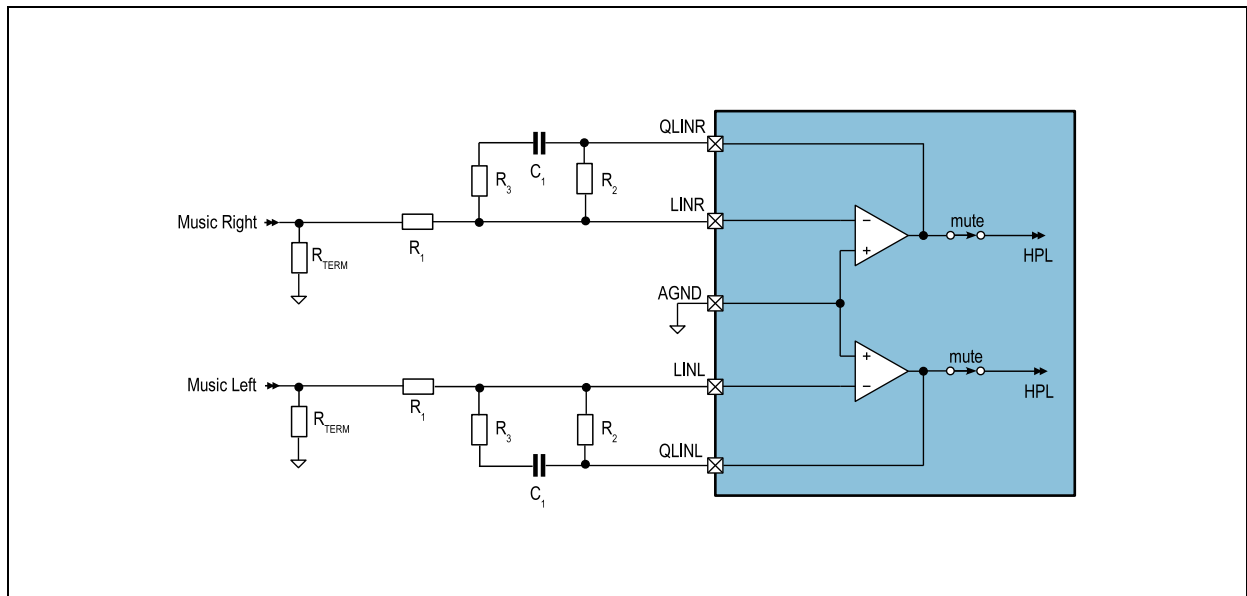 QLINR
C1
R3
R2
LINR
Music Right
R1
RTERM
mute
HPL
AGND
LINL
mute
HPL
Music Left
R1
RTERM
R3
R2
QLINL
C1